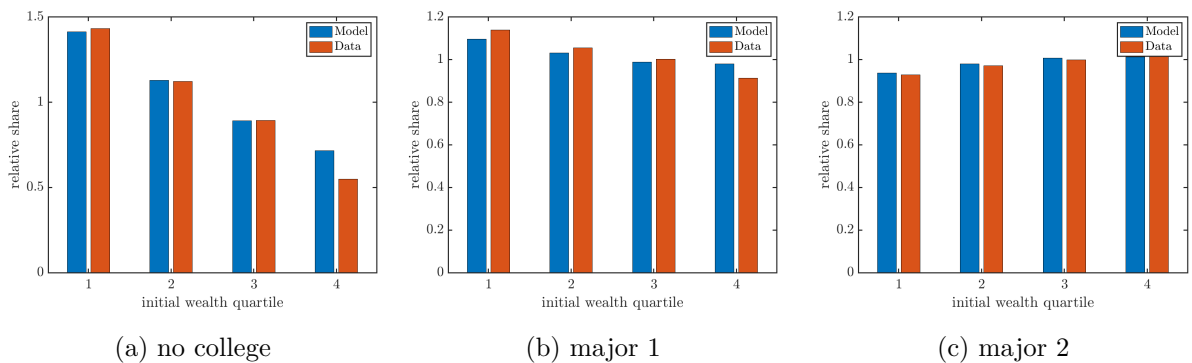 1.5
1
0.5
0
relative share
Model
Data
1 2 3 4
initial wealth quartile
(a) no college
1.2
1
0.8
0.6
0.4
0.2
0
relative share
Model
Data
1 2 3 4
initial wealth quartile
(b) major 1
1.2
1
0.8
0.6
0.4
0.2
0
relative share
Model
Data
1 2 3 4
initial wealth quartile
(c) major 2